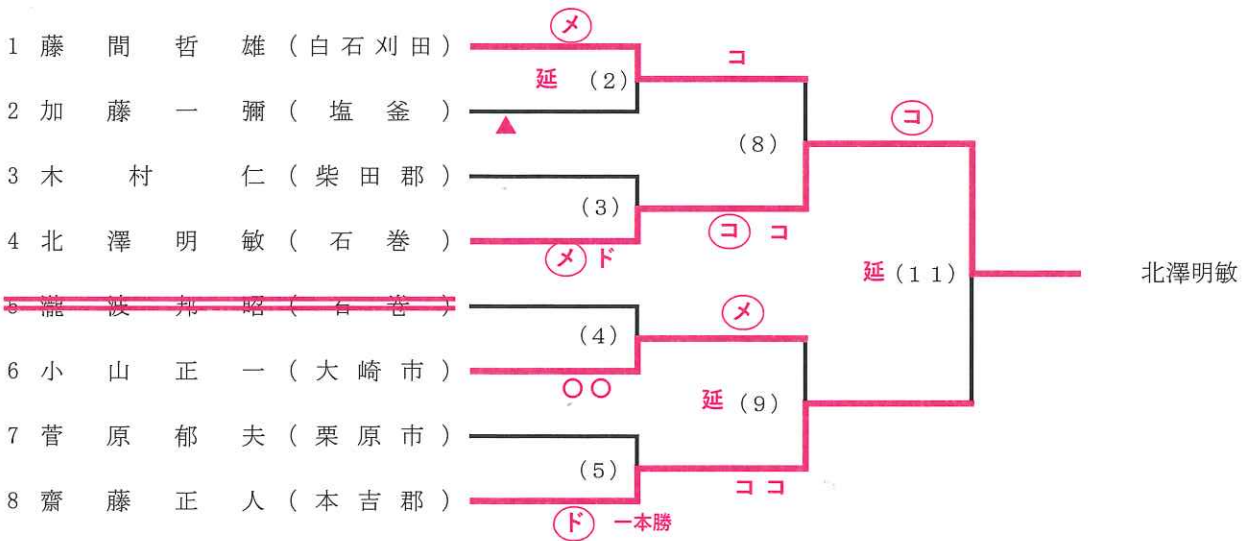 メ
1 藤間哲雄(白石刈田)
コ
延 (2)
2 加藤一彌(塩釜)
▲
コ
(8)
3 木村仁(柴田郡)
(3)
4 北澤明敏(石巻)
コ コ
メ ド
延 (11)
北澤明敏
5 瀧波邦昭(石巻)
メ
(4)
6 小山正一(大崎市)
○○
延 (9)
7 菅原郁夫(栗原市)
(5)
コ コ
8 齋藤正人(本吉郡)
ド 一本勝